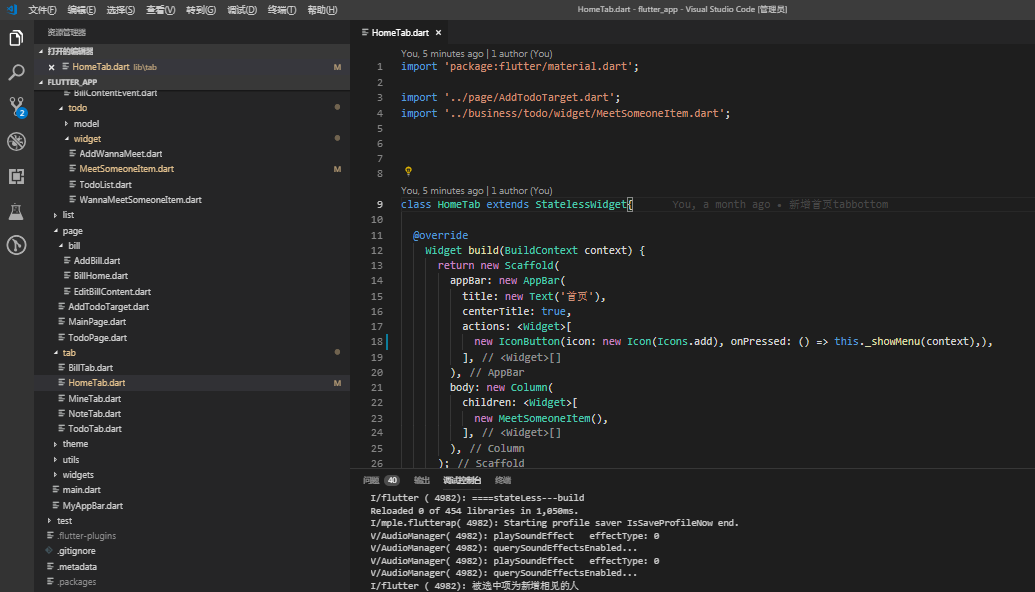 文件(F) 编辑(E) 选择(S) 查看(V) 转到(G) 调试(D) 终端(T) 帮助(H) HomeTab.dart - flutter_app - Visual Studio Code [管理员]
资源管理器
打开的编辑器
× HomeTab.dart lib\tab M
FLUTTER_APP
BillContentEvent.dart
todo
model
widget
AddWannaMeet.dart
MeetSomeoneItem.dart M
TodoList.dart
WannaMeetSomeoneItem.dart
list
page
bill
AddBill.dart
BillHome.dart
EditBillContent.dart
AddTodoTarget.dart
MainPage.dart
TodoPage.dart
tab
BillTab.dart
HomeTab.dart M
MineTab.dart
NoteTab.dart
TodoTab.dart
theme
utils
widgets
main.dart
MyAppBar.dart
test
.flutter-plugins
.gitignore
.metadata
.packages
2
HomeTab.dart ×
You, 5 minutes ago | 1 author (You)
1 import 'package:flutter/material.dart';
2
3 import '../page/AddTodoTarget.dart';
4 import '../business/todo/widget/MeetSomeoneItem.dart';
5
6
7
8
You, 5 minutes ago | 1 author (You)
9 class HomeTab extends StatelessWidget{ You, a month ago • 新增首页tabbottom
10
11 @override
12 Widget build(BuildContext context) {
13 return new Scaffold(
14 appBar: new AppBar(
15 title: new Text('首页'),
16 centerTitle: true,
17 actions: <Widget>[
18 new IconButton(icon: new Icon(Icons.add), onPressed: () => this._showMenu(context),),
19 ], // <Widget>[]
20 ), // AppBar
21 body: new Column(
22 children: <Widget>[
23 new MeetSomeoneItem(),
24 ], // <Widget>[]
25 ), // Column
26 ); // Scaffold
问题 40 输出 调试控制台 终端
I/flutter ( 4982): ====stateLess---build
Reloaded 0 of 454 libraries in 1,050ms.
I/mple.flutterap( 4982): Starting profile saver IsSaveProfileNow end.
V/AudioManager( 4982): playSoundEffect effectType: 0
V/AudioManager( 4982): querySoundEffectsEnabled...
V/AudioManager( 4982): playSoundEffect effectType: 0
V/AudioManager( 4982): querySoundEffectsEnabled...
I/flutter ( 4982): 被选中项为新增相见的人